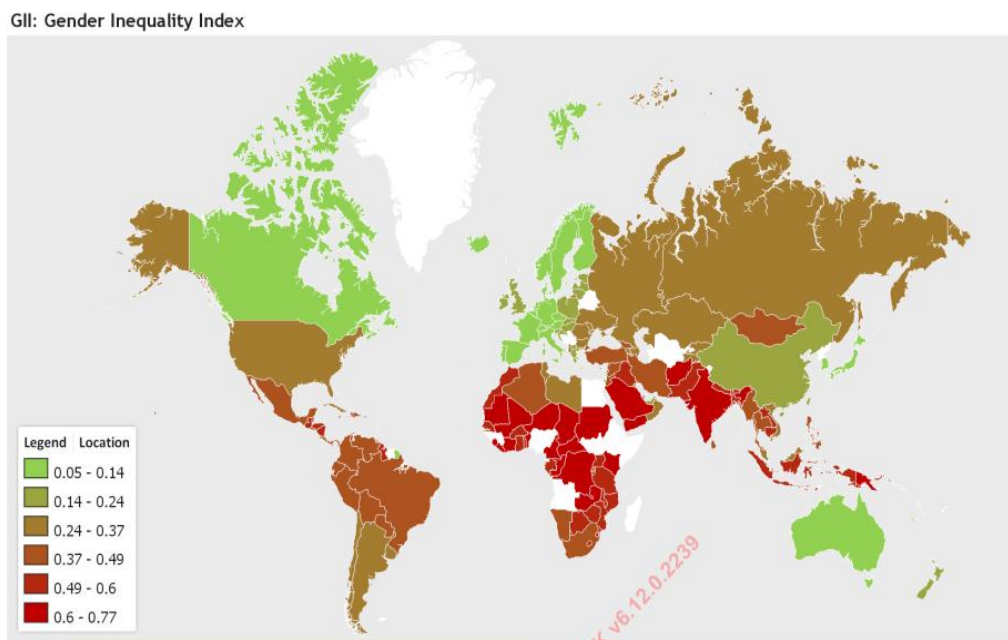 GII: Gender Inequality Index
Legend Location
0.05 - 0.14
0.14 - 0.24
0.24 - 0.37
0.37 - 0.49
0.49 - 0.6
0.6 - 0.77
v6.12.0.2239